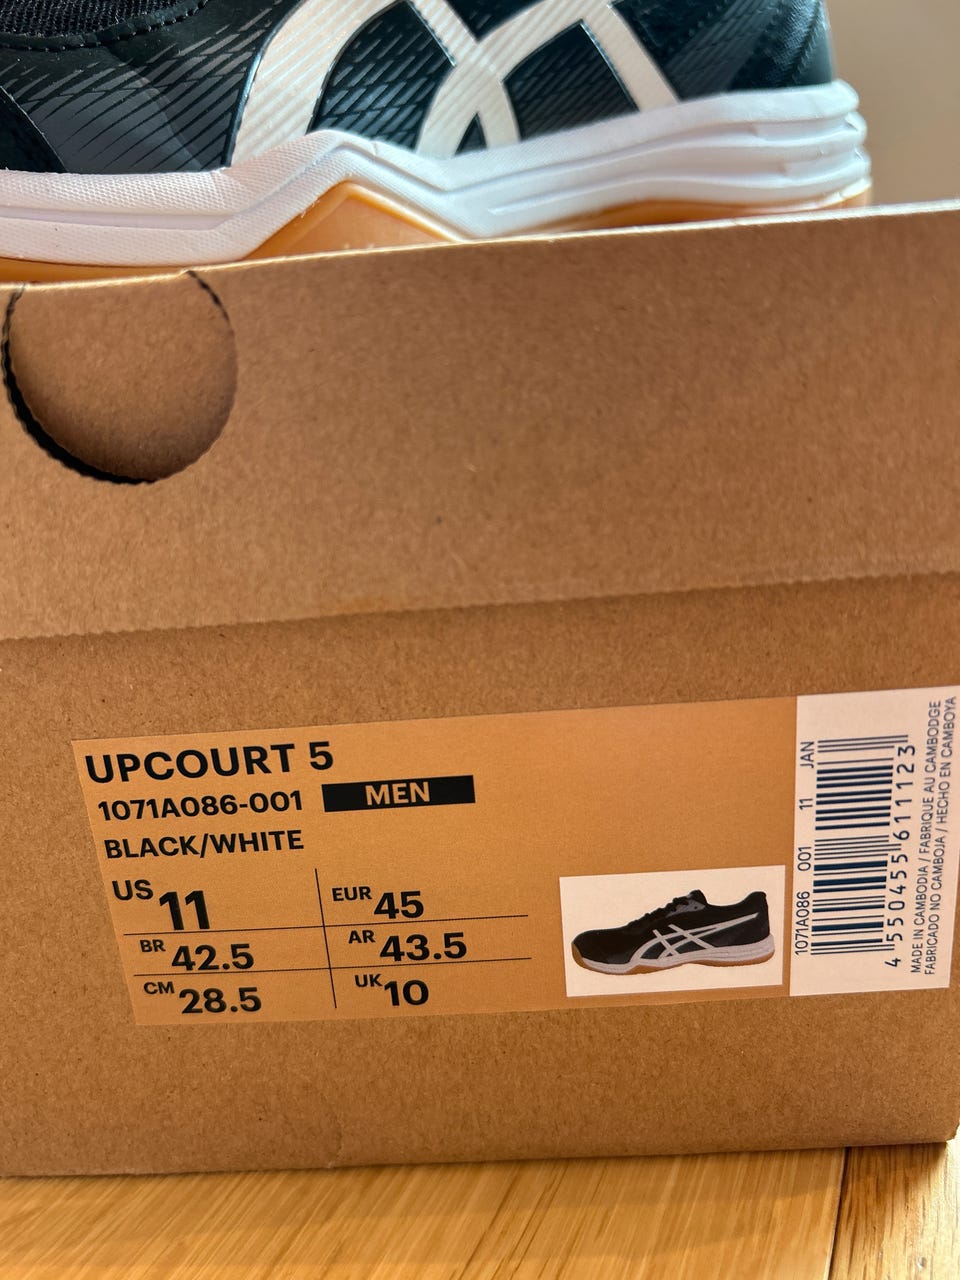 UPCOURT 5
1071A086-001 MEN
BLACK/WHITE
US 11 EUR 45
BR 42.5 AR 43.5
CM 28.5 UK 10
1071A086 001 11 JAN
4 550455 611123
MADE IN CAMBODIA / FABRIQUE AU CAMBODGE
FABRICADO NO CAMBOJA / HECHO EN CAMBOYA